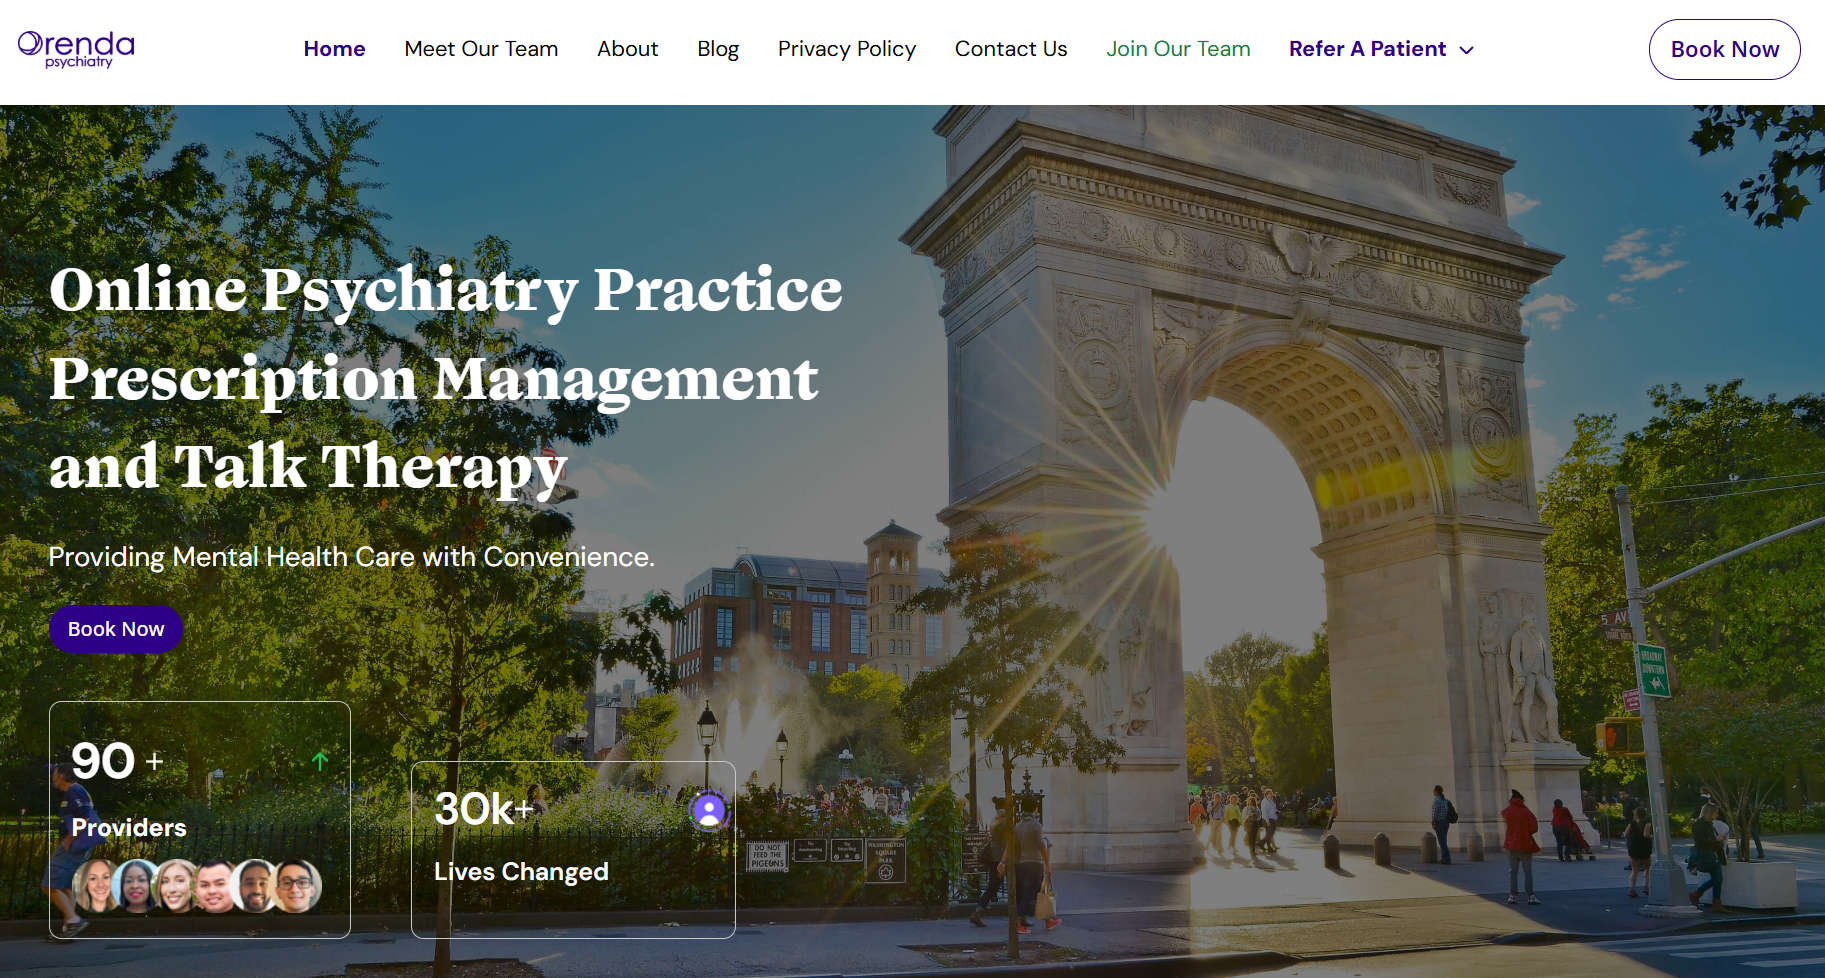 Orenda
psychiatry
Home
Meet Our Team
About
Blog
Privacy Policy
Contact Us
Join Our Team
Refer A Patient
Book Now
Online Psychiatry Practice
Prescription Management
and Talk Therapy
Providing Mental Health Care with Convenience.
Book Now
90 +
Providers
30k+
Lives Changed
DO NOT
FEED THE
PIGEONS
WASHINGTON
SQUARE
PARK
5 AV
BROADWAY
DOWNTOWN